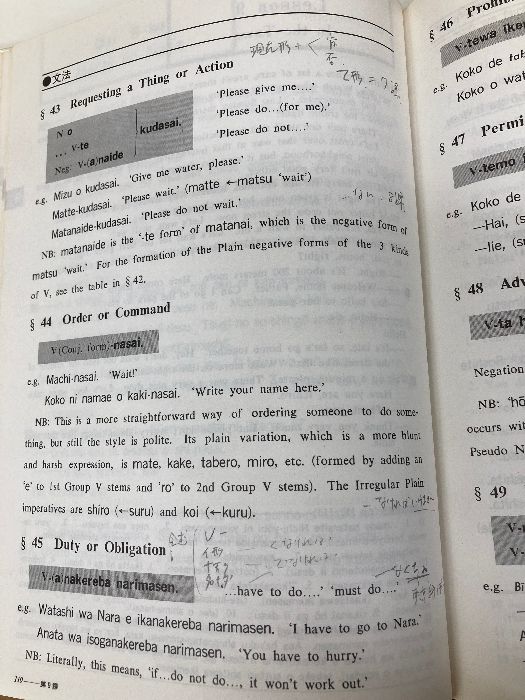 ●文法
§ 43 Requesting a Thing or Action
N o
... V-te
Neg: V-(a)naide
kudasai.
'Please give me....'
'Please do...(for me).'
'Please do not....'
e.g. Mizu o kudasai. 'Give me water, please.'
Matte-kudasai. 'Please wait.' (matte ←matsu 'wait')
Matanaide-kudasai. 'Please do not wait.'
NB: matanaide is the '-te form' of matanai, which is the negative form of
matsu 'wait.' For the formation of the Plain negative forms of the 3 kinds
of V, see the table in § 42.
§ 44 Order or Command
V (Conj. form)-nasai.
e.g. Machi-nasai. 'Wait!'
Koko ni namae o kaki-nasai. 'Write your name here.'
NB: This is a more straightforward way of ordering someone to do some-
thing, but still the style is polite. Its plain variation, which is a more blunt
and harsh expression, is mate, kake, tabero, miro, etc. (formed by adding an
'e' to 1st Group V stems and 'ro' to 2nd Group V stems). The Irregular Plain
imperatives are shiro (←suru) and koi (←kuru).
§ 45 Duty or Obligation
V-(a)nakereba narimasen.
...have to do....' 'must do....'
e.g. Watashi wa Nara e ikanakereba narimasen. 'I have to go to Nara.'
Anata wa isoganakereba narimasen. 'You have to hurry.'
NB: Literally, this means, 'if...do not do..., it won't work out.'
110——第9課
§ 46
V-tewa ike
e.g. Koko de
Koko o wat
§ 47 Permi
V-temo
e.g. Koko de
---Hai, (s
---Iie, (s
§ 48 Adv
V-ta h
Negation
NB: 'hō
occurs wit
Pseudo N
§ 49
V-
V-
e.g. Bī